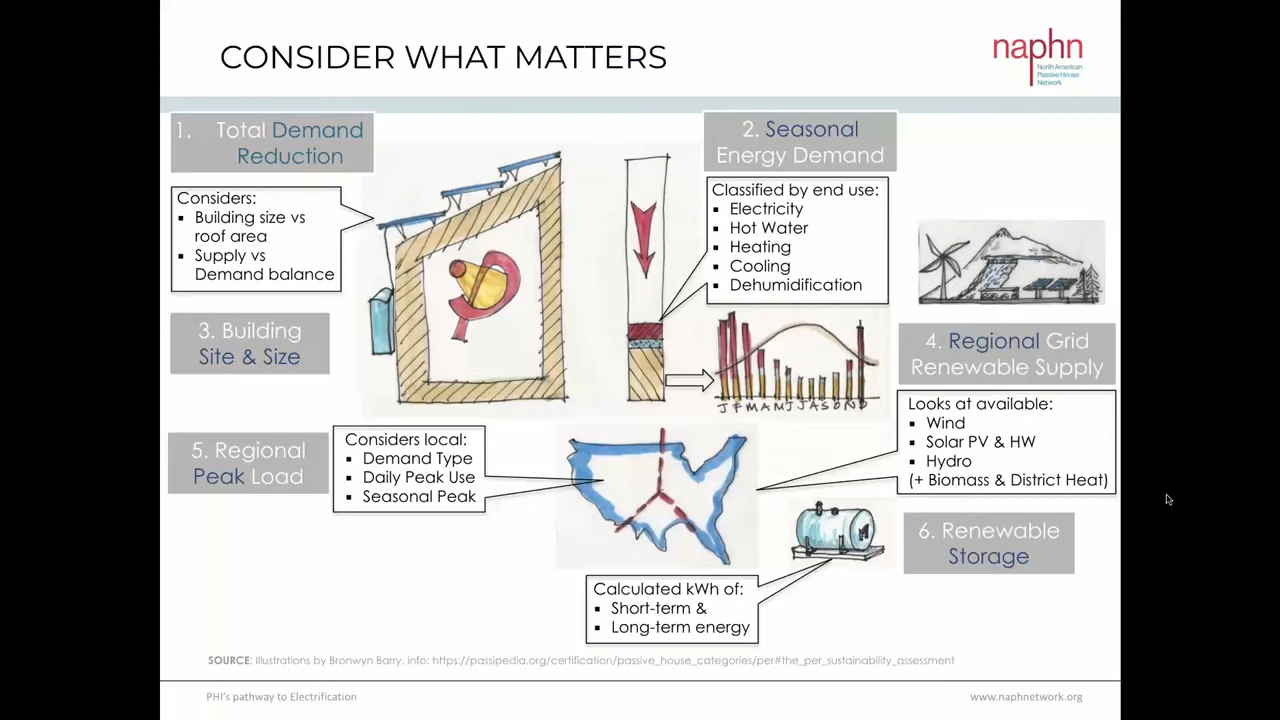 CONSIDER WHAT MATTERS
naphn
North American
Passive House
Network
1. Total Demand
Reduction
Considers:
▪ Building size vs
roof area
▪ Supply vs
Demand balance
2. Seasonal
Energy Demand
Classified by end use:
▪ Electricity
▪ Hot Water
▪ Heating
▪ Cooling
▪ Dehumidification
3. Building
Site & Size
J F M A M J J A S O N D
4. Regional Grid
Renewable Supply
Looks at available:
▪ Wind
▪ Solar PV & HW
▪ Hydro
(+ Biomass & District Heat)
5. Regional
Peak Load
Considers local:
▪ Demand Type
▪ Daily Peak Use
▪ Seasonal Peak
6. Renewable
Storage
Calculated kWh of:
▪ Short-term &
▪ Long-term energy
SOURCE: Illustrations by Bronwyn Barry, info: https://passipedia.org/certification/passive_house_categories/per#the_per_sustainability_assessment
PHI's pathway to Electrification
www.naphnetwork.org